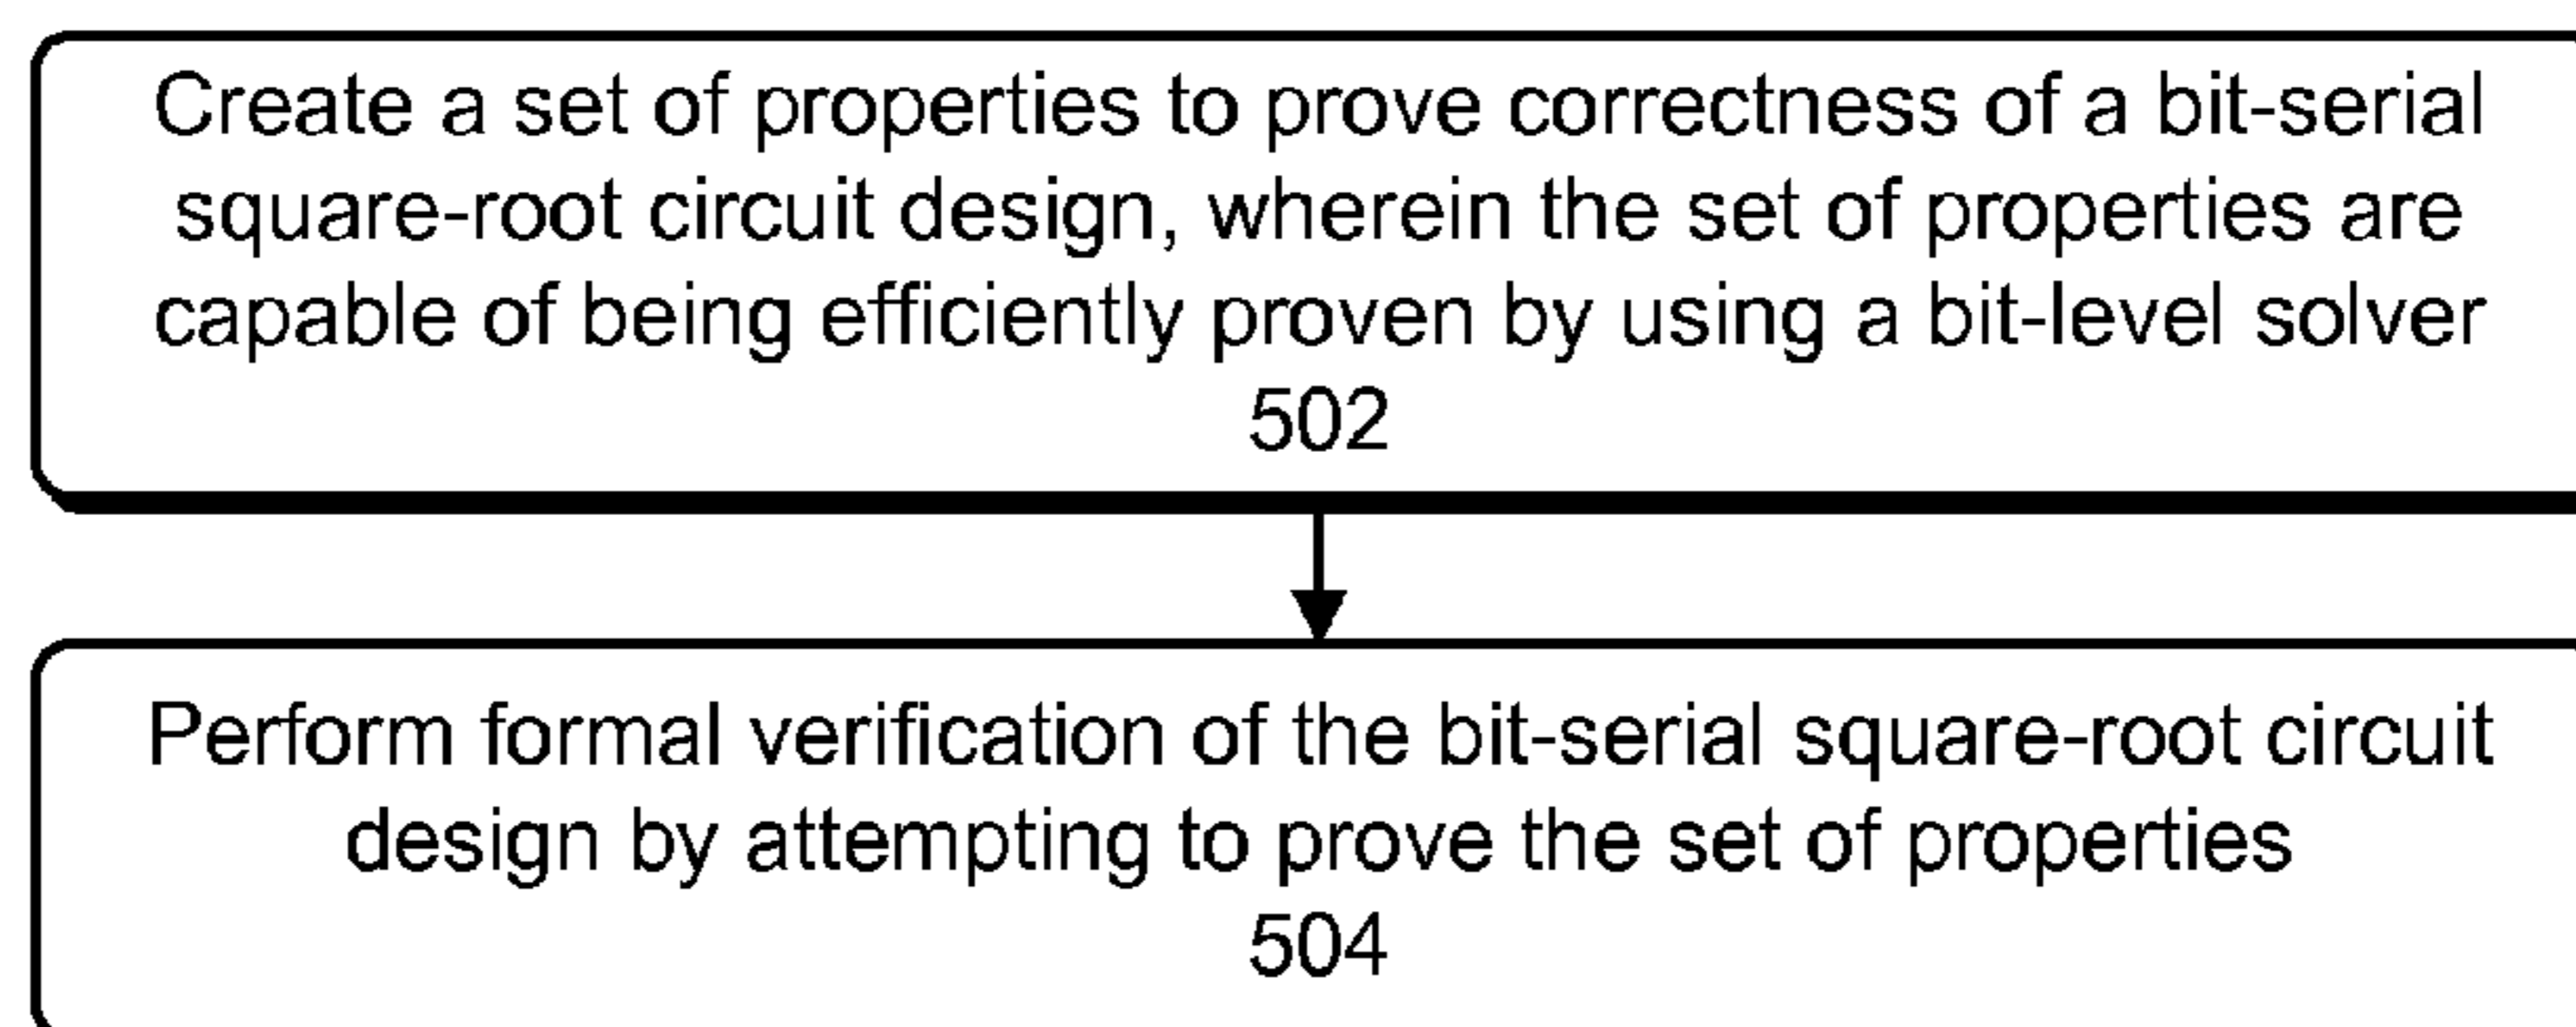 Create a set of properties to prove correctness of a bit-serial
square-root circuit design, wherein the set of properties are
capable of being efficiently proven by using a bit-level solver
502
Perform formal verification of the bit-serial square-root circuit
design by attempting to prove the set of properties
504